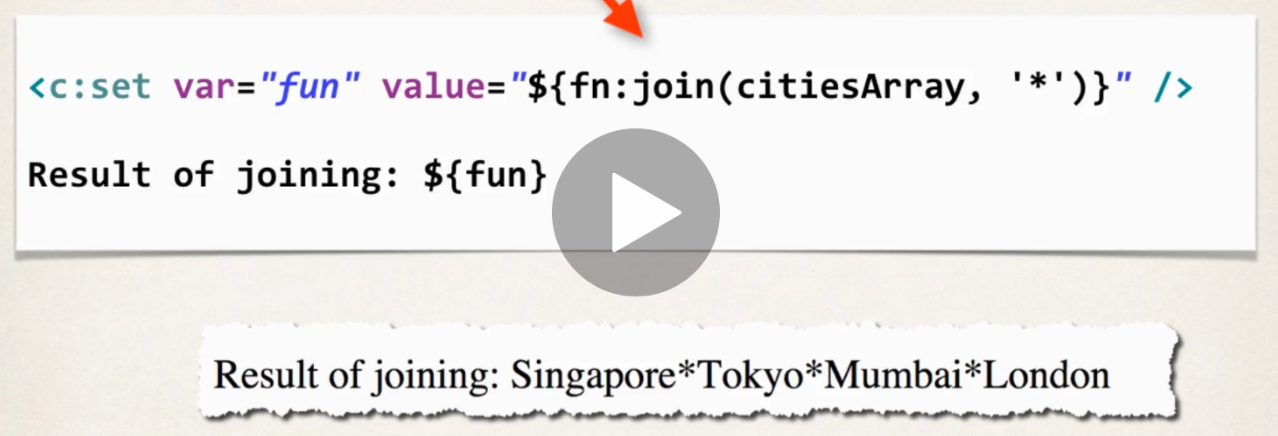 <c:set var="fun" value="${fn:join(citiesArray, '*')}" />
Result of joining: ${fun}
Result of joining: Singapore*Tokyo*Mumbai*London